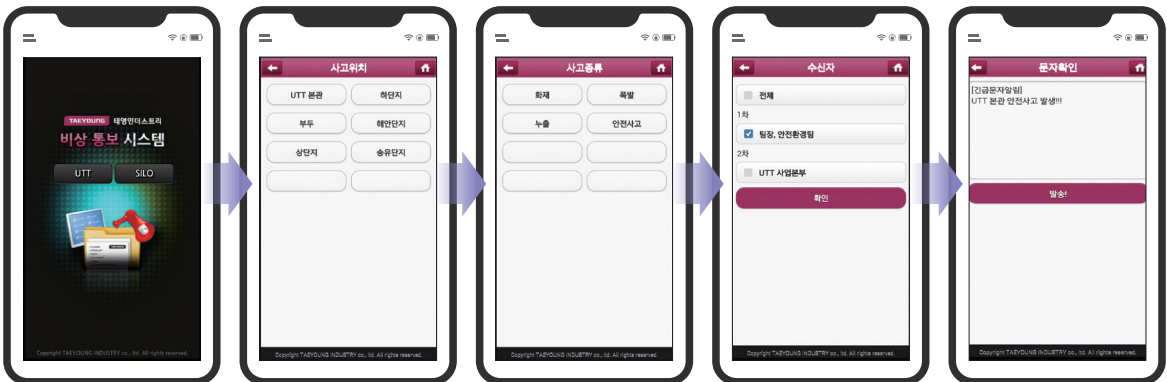 TAEYOUNG 태영인더스트리
비상 통보 시스템
UTT SILO
Copyright TAEYOUNG INDUSTRY co., ltd. All rights reserved.
사고위치
UTT 본관 하단지
부두 해안단지
상단지 송유단지
Copyright TAEYOUNG INDUSTRY co., ltd. All rights reserved.
사고종류
화재 폭발
누출 안전사고
Copyright TAEYOUNG INDUSTRY co., ltd. All rights reserved.
수신자
전체
1차
팀장, 안전환경팀
2차
UTT 사업본부
확인
Copyright TAEYOUNG INDUSTRY co., ltd. All rights reserved.
문자확인
[긴급문자알림]
UTT 본관 안전사고 발생!!!
발송!
Copyright TAEYOUNG INDUSTRY co., ltd. All rights reserved.